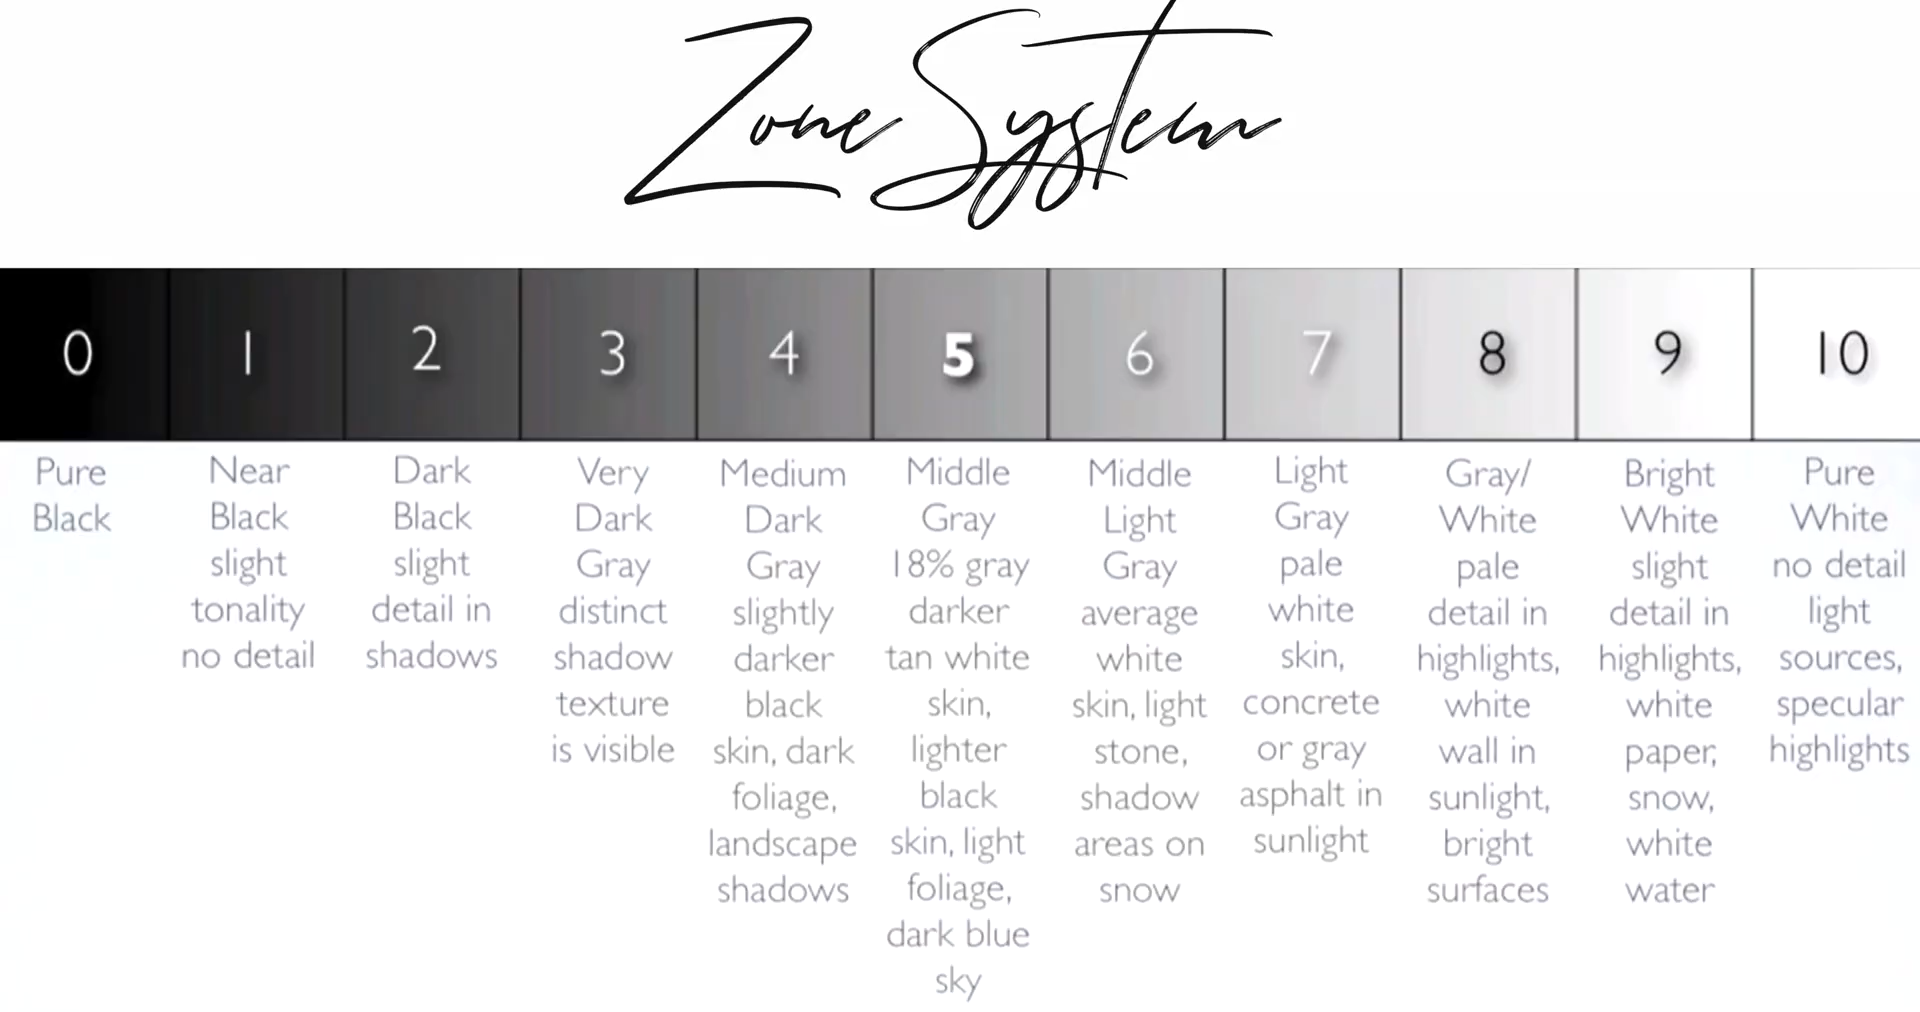 Zone System
0 1 2 3 4 5 6 7 8 9 10
Pure
Black
Near
Black
slight
tonality
no detail
Dark
Black
slight
detail in
shadows
Very
Dark
Gray
distinct
shadow
texture
is visible
Medium
Dark
Gray
slightly
darker
black
skin, dark
foliage,
landscape
shadows
Middle
Gray
18% gray
darker
tan white
skin,
lighter
black
skin, light
foliage,
dark blue
sky
Middle
Light
Gray
average
white
skin, light
stone,
shadow
areas on
snow
Light
Gray
pale
white
skin,
concrete
or gray
asphalt in
sunlight
Gray/
White
pale
detail in
highlights,
white
wall in
sunlight,
bright
surfaces
Bright
White
slight
detail in
highlights,
white
paper,
snow,
white
water
Pure
White
no detail
light
sources,
specular
highlights